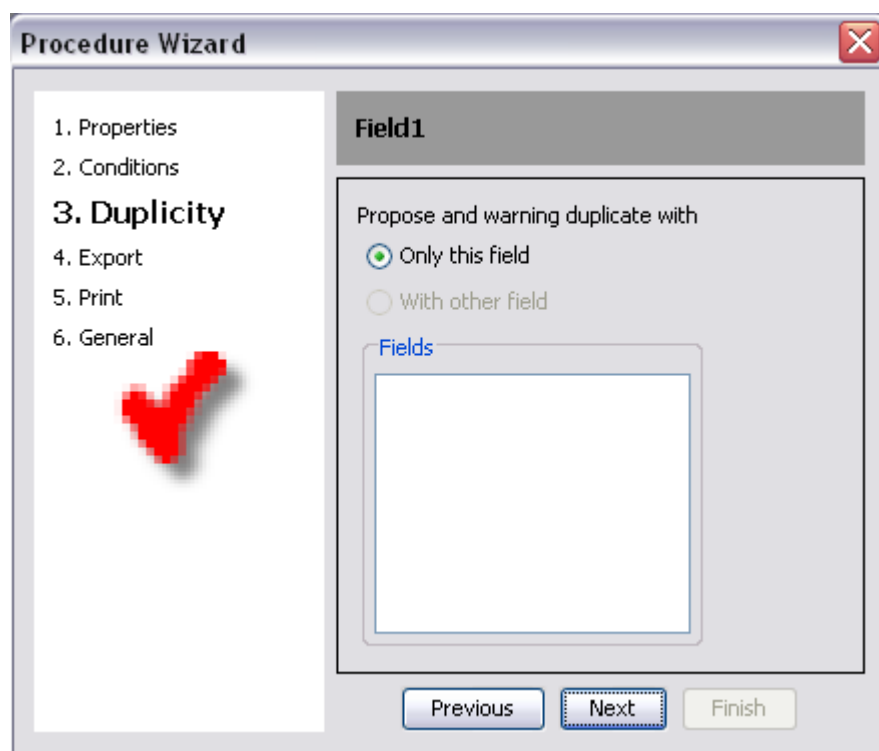 Procedure Wizard
1. Properties
2. Conditions
3. Duplicity
4. Export
5. Print
6. General
Field1
Propose and warning duplicate with
Only this field
With other field
Fields
Previous
Next
Finish